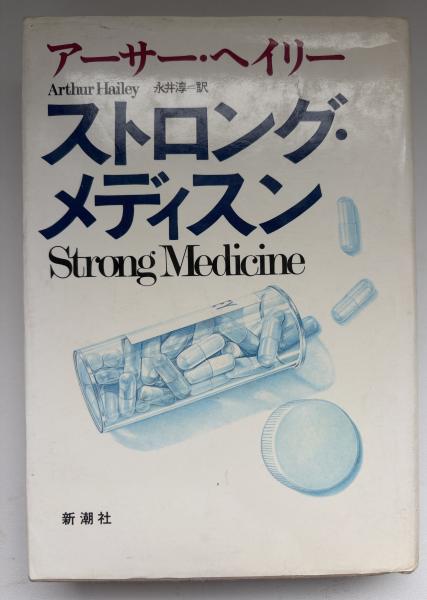 アーサー・ヘイリー
Arthur Hailey 永井淳=訳
ストロング・
メディスン
Strong Medicine
新潮社